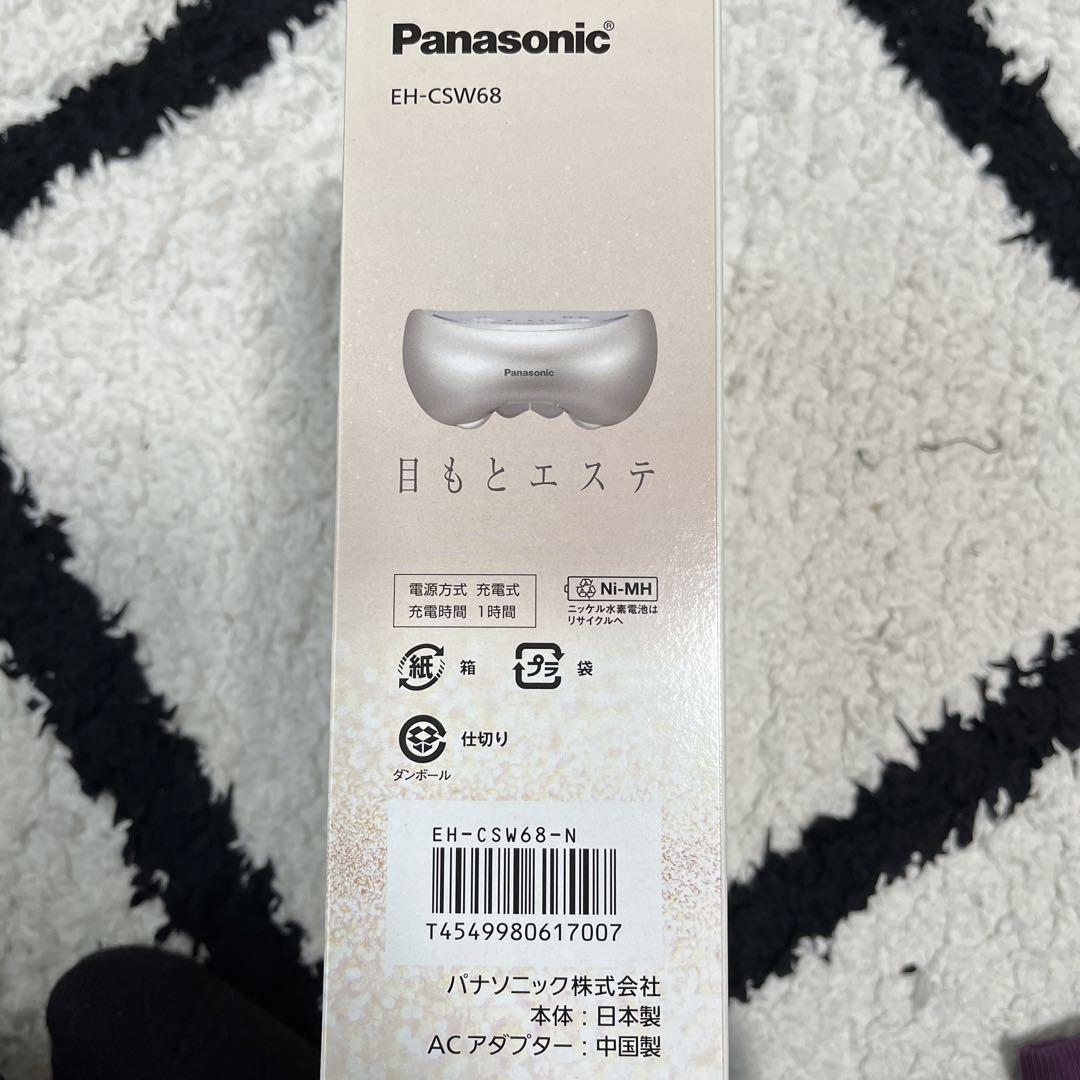 Panasonic®
EH-CSW68
Panasonic
目もとエステ
電源方式 充電式
充電時間 1時間
Ni-MH
ニッケル水素電池は
リサイクルへ
紙 箱
プラ 袋
仕切り
ダンボール
EH-CSW68-N
T4549980617007
パナソニック株式会社
本体：日本製
ACアダプター：中国製